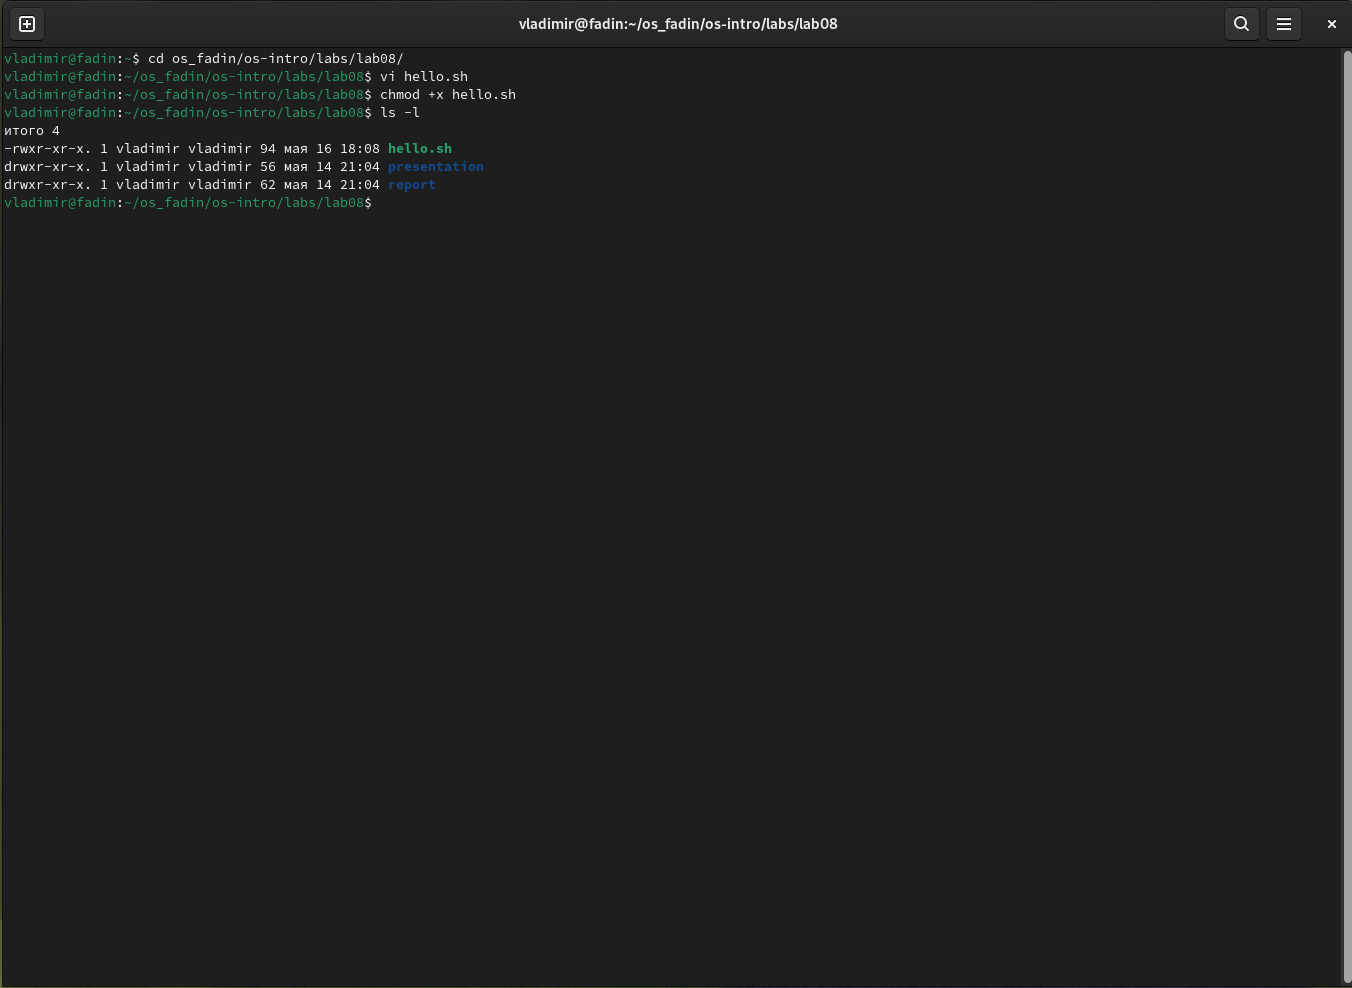 vladimir@fadin:~/os_fadin/os-intro/labs/lab08
vladimir@fadin:~$ cd os_fadin/os-intro/labs/lab08/
vladimir@fadin:~/os_fadin/os-intro/labs/lab08$ vi hello.sh
vladimir@fadin:~/os_fadin/os-intro/labs/lab08$ chmod +x hello.sh
vladimir@fadin:~/os_fadin/os-intro/labs/lab08$ ls -l
итого 4
-rwxr-xr-x. 1 vladimir vladimir 94 мая 16 18:08 hello.sh
drwxr-xr-x. 1 vladimir vladimir 56 мая 14 21:04 presentation
drwxr-xr-x. 1 vladimir vladimir 62 мая 14 21:04 report
vladimir@fadin:~/os_fadin/os-intro/labs/lab08$